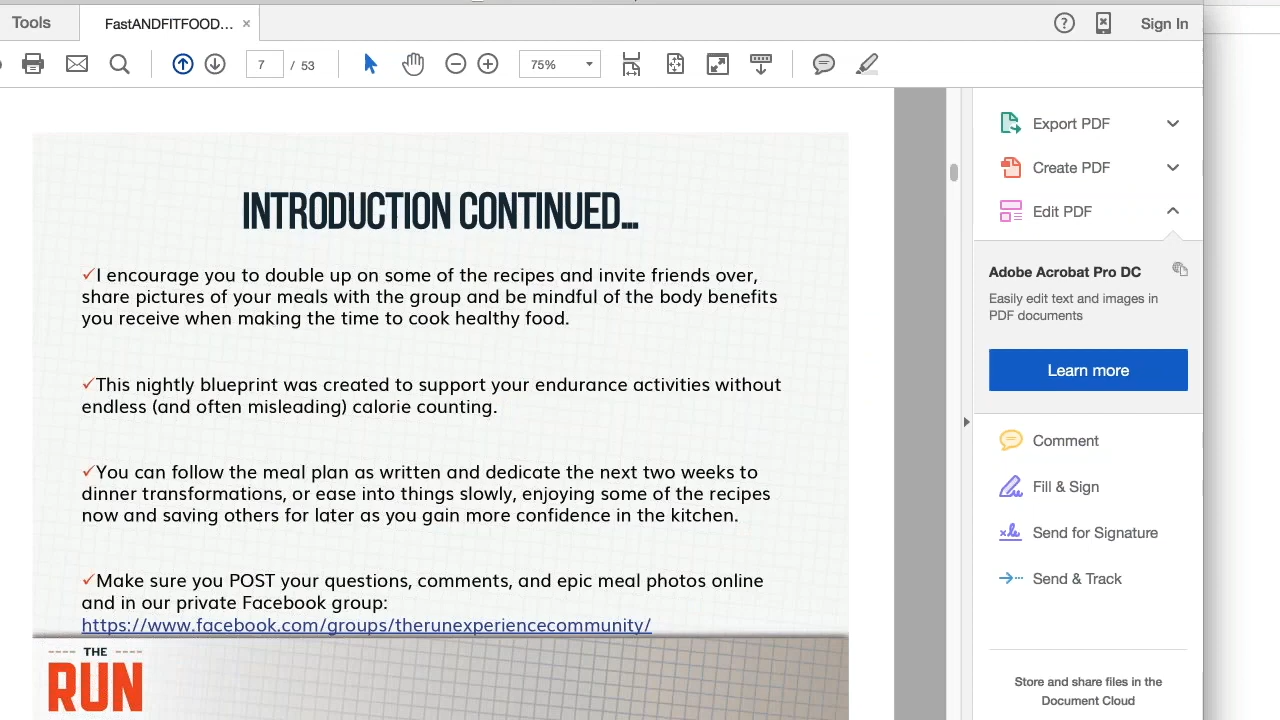 Tools
FastANDFITFOOD... ×
Sign In
7 / 53
75%
Export PDF
Create PDF
Edit PDF
Adobe Acrobat Pro DC
Easily edit text and images in
PDF documents
Learn more
Comment
Fill & Sign
Send for Signature
Send & Track
Store and share files in the
Document Cloud
INTRODUCTION CONTINUED...
✓I encourage you to double up on some of the recipes and invite friends over,
share pictures of your meals with the group and be mindful of the body benefits
you receive when making the time to cook healthy food.
✓This nightly blueprint was created to support your endurance activities without
endless (and often misleading) calorie counting.
✓You can follow the meal plan as written and dedicate the next two weeks to
dinner transformations, or ease into things slowly, enjoying some of the recipes
now and saving others for later as you gain more confidence in the kitchen.
✓Make sure you POST your questions, comments, and epic meal photos online
and in our private Facebook group:
https://www.facebook.com/groups/therunexperiencecommunity/
THE
RUN